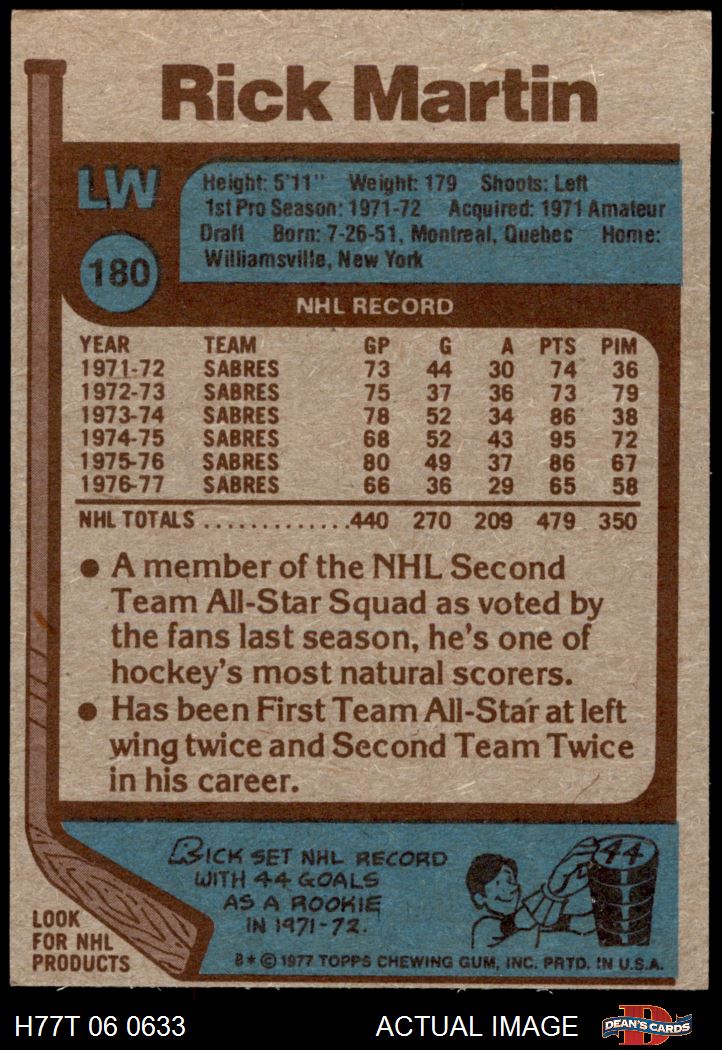 Rick Martin
LW
180
Height: 5'11" Weight: 179 Shoots: Left
1st Pro Season: 1971-72 Acquired: 1971 Amateur
Draft Born: 7-26-51, Montreal, Quebec Home:
Williamsville, New York
NHL RECORD
YEAR TEAM GP G A PTS PIM
1971-72 SABRES 73 44 30 74 36
1972-73 SABRES 75 37 36 73 79
1973-74 SABRES 78 52 34 86 38
1974-75 SABRES 68 52 43 95 72
1975-76 SABRES 80 49 37 86 67
1976-77 SABRES 66 36 29 65 58
NHL TOTALS .............440 270 209 479 350
● A member of the NHL Second
Team All-Star Squad as voted by
the fans last season, he's one of
hockey's most natural scorers.
● Has been First Team All-Star at left
wing twice and Second Team Twice
in his career.
RICK SET NHL RECORD
WITH 44 GOALS
AS A ROOKIE
IN 1971-72.
44
LOOK
FOR NHL
PRODUCTS
B* © 1977 TOPPS CHEWING GUM, INC. PRTD. IN U.S.A.
H77T 06 0633 ACTUAL IMAGE
D
DEAN'S CARDS